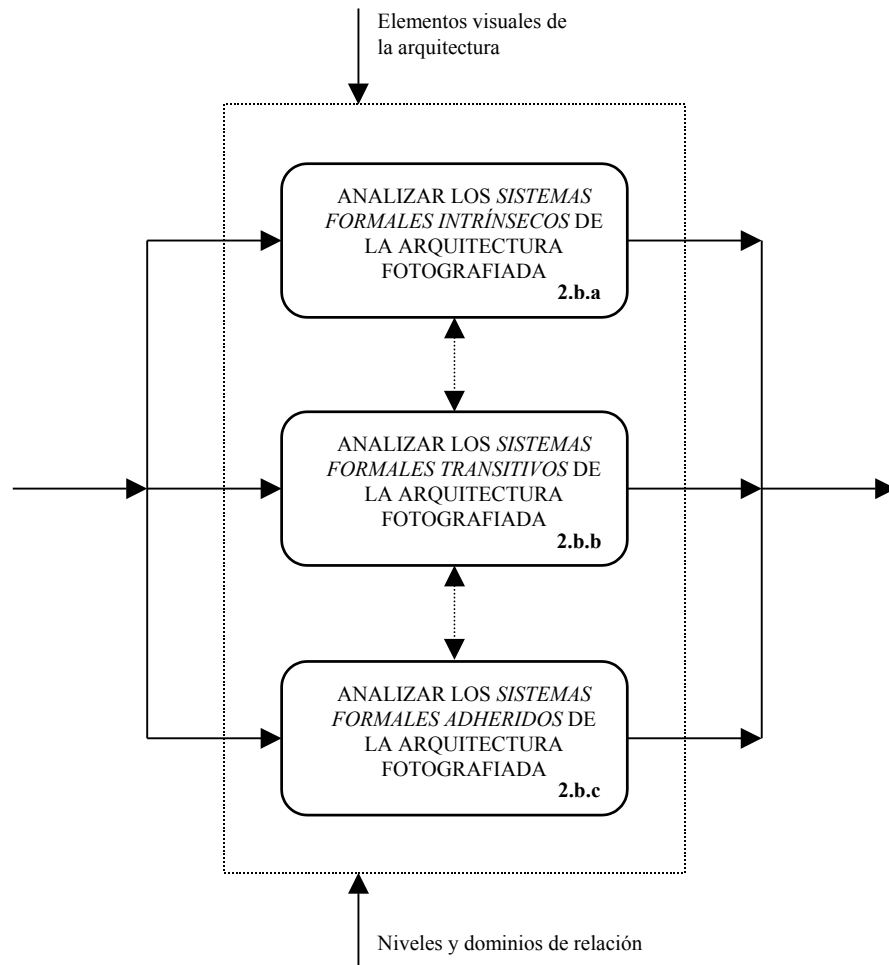 Elementos visuales de
la arquitectura
ANALIZAR LOS SISTEMAS
FORMALES INTRÍNSECOS DE
LA ARQUITECTURA
FOTOGRAFIADA
2.b.a
ANALIZAR LOS SISTEMAS
FORMALES TRANSITIVOS DE
LA ARQUITECTURA
FOTOGRAFIADA
2.b.b
ANALIZAR LOS SISTEMAS
FORMALES ADHERIDOS DE
LA ARQUITECTURA
FOTOGRAFIADA
2.b.c
Niveles y dominios de relación